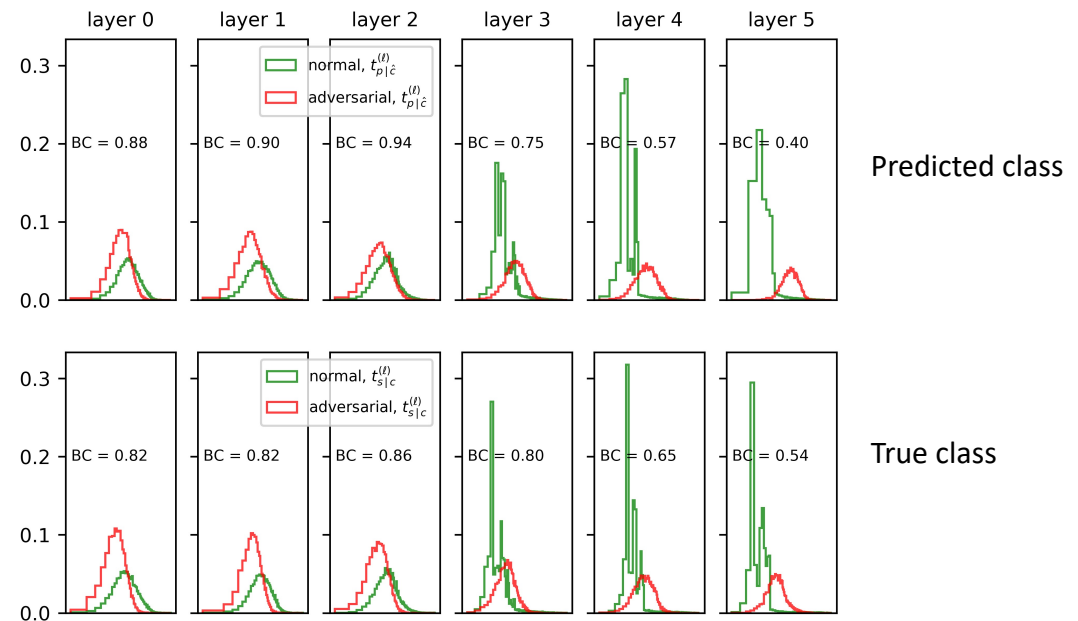 layer 0 layer 1 layer 2 layer 3 layer 4 layer 5
0.3
0.2
0.1
0.0
normal, t_{p|ĉ}^{(ℓ)}
adversarial, t_{p|ĉ}^{(ℓ)}
BC = 0.88 BC = 0.90 BC = 0.94 BC = 0.75 BC = 0.57 BC = 0.40
Predicted class
0.3
0.2
0.1
0.0
normal, t_{s|c}^{(ℓ)}
adversarial, t_{s|c}^{(ℓ)}
BC = 0.82 BC = 0.82 BC = 0.86 BC = 0.80 BC = 0.65 BC = 0.54
True class